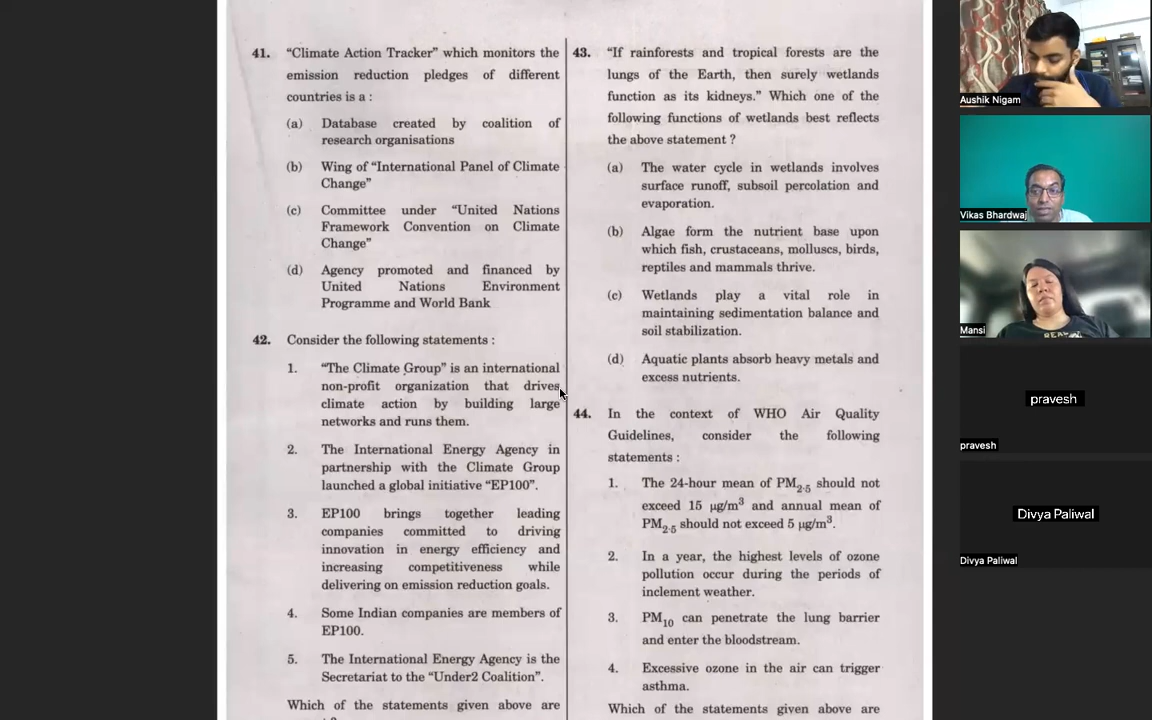 41. "Climate Action Tracker" which monitors the
emission reduction pledges of different
countries is a :
(a) Database created by coalition of
research organisations
(b) Wing of "International Panel of Climate
Change"
(c) Committee under "United Nations
Framework Convention on Climate
Change"
(d) Agency promoted and financed by
United Nations Environment
Programme and World Bank
42. Consider the following statements :
1. "The Climate Group" is an international
non-profit organization that drives
climate action by building large
networks and runs them.
2. The International Energy Agency in
partnership with the Climate Group
launched a global initiative "EP100".
3. EP100 brings together leading
companies committed to driving
innovation in energy efficiency and
increasing competitiveness while
delivering on emission reduction goals.
4. Some Indian companies are members of
EP100.
5. The International Energy Agency is the
Secretariat to the "Under2 Coalition".
Which of the statements given above are
43. "If rainforests and tropical forests are the
lungs of the Earth, then surely wetlands
function as its kidneys." Which one of the
following functions of wetlands best reflects
the above statement ?
(a) The water cycle in wetlands involves
surface runoff, subsoil percolation and
evaporation.
(b) Algae form the nutrient base upon
which fish, crustaceans, molluscs, birds,
reptiles and mammals thrive.
(c) Wetlands play a vital role in
maintaining sedimentation balance and
soil stabilization.
(d) Aquatic plants absorb heavy metals and
excess nutrients.
44. In the context of WHO Air Quality
Guidelines, consider the following
statements :
1. The 24-hour mean of PM2.5 should not
exceed 15 µg/m³ and annual mean of
PM2.5 should not exceed 5 µg/m³.
2. In a year, the highest levels of ozone
pollution occur during the periods of
inclement weather.
3. PM10 can penetrate the lung barrier
and enter the bloodstream.
4. Excessive ozone in the air can trigger
asthma.
Which of the statements given above are
Aushik Nigam
Vikas Bhardwaj
Mansi
REAL
pravesh
pravesh
Divya Paliwal
Divya Paliwal